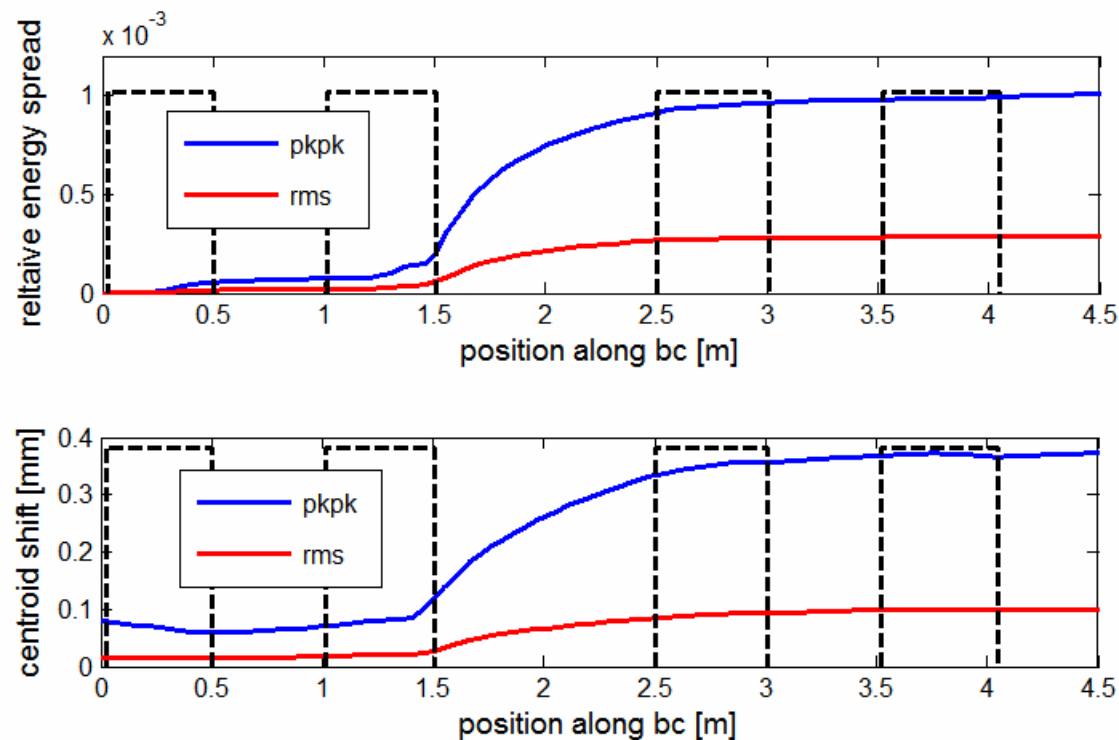 x 10⁻³
reltaive energy spread
1
0.5
0
pkpk
rms
0 0.5 1 1.5 2 2.5 3 3.5 4 4.5
position along bc [m]
centroid shift [mm]
0.4
0.3
0.2
0.1
0
pkpk
rms
0 0.5 1 1.5 2 2.5 3 3.5 4 4.5
position along bc [m]